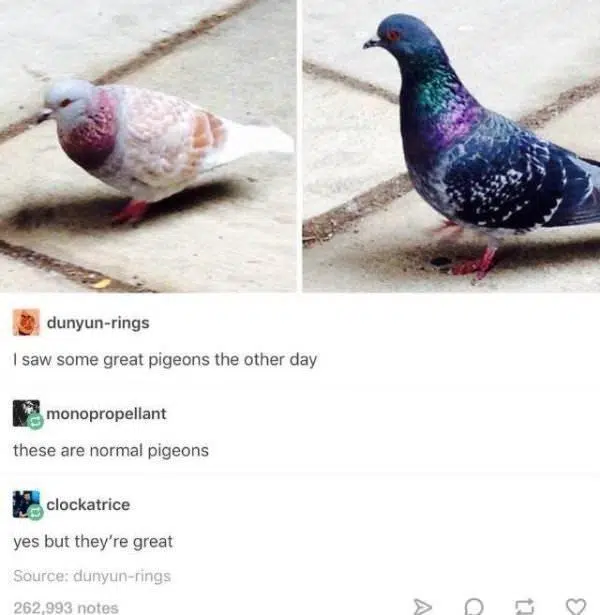 dunyun-rings
I saw some great pigeons the other day
monopropellant
these are normal pigeons
clockatrice
yes but they're great
Source: dunyun-rings
262,993 notes